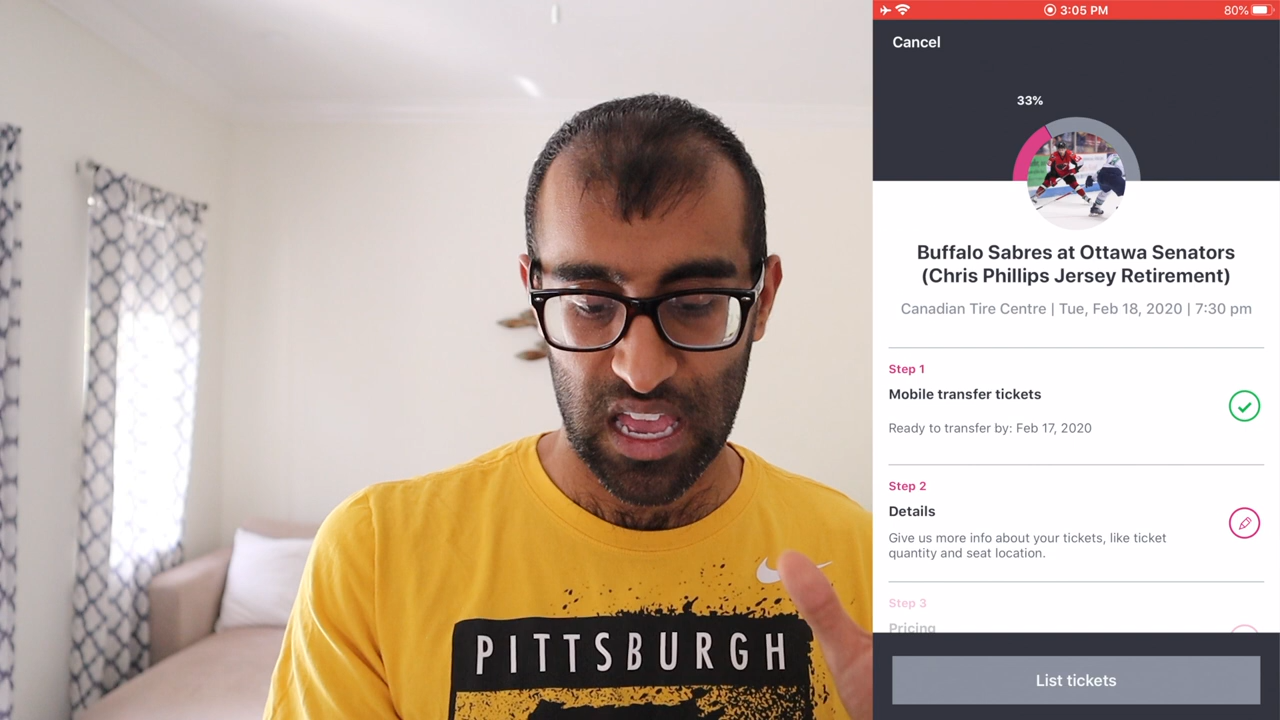 3:05 PM
80%
Cancel
33%
Buffalo Sabres at Ottawa Senators
(Chris Phillips Jersey Retirement)
Canadian Tire Centre | Tue, Feb 18, 2020 | 7:30 pm
Step 1
Mobile transfer tickets
Ready to transfer by: Feb 17, 2020
Step 2
Details
Give us more info about your tickets, like ticket
quantity and seat location.
Step 3
Pricing
List tickets
PITTSBURGH